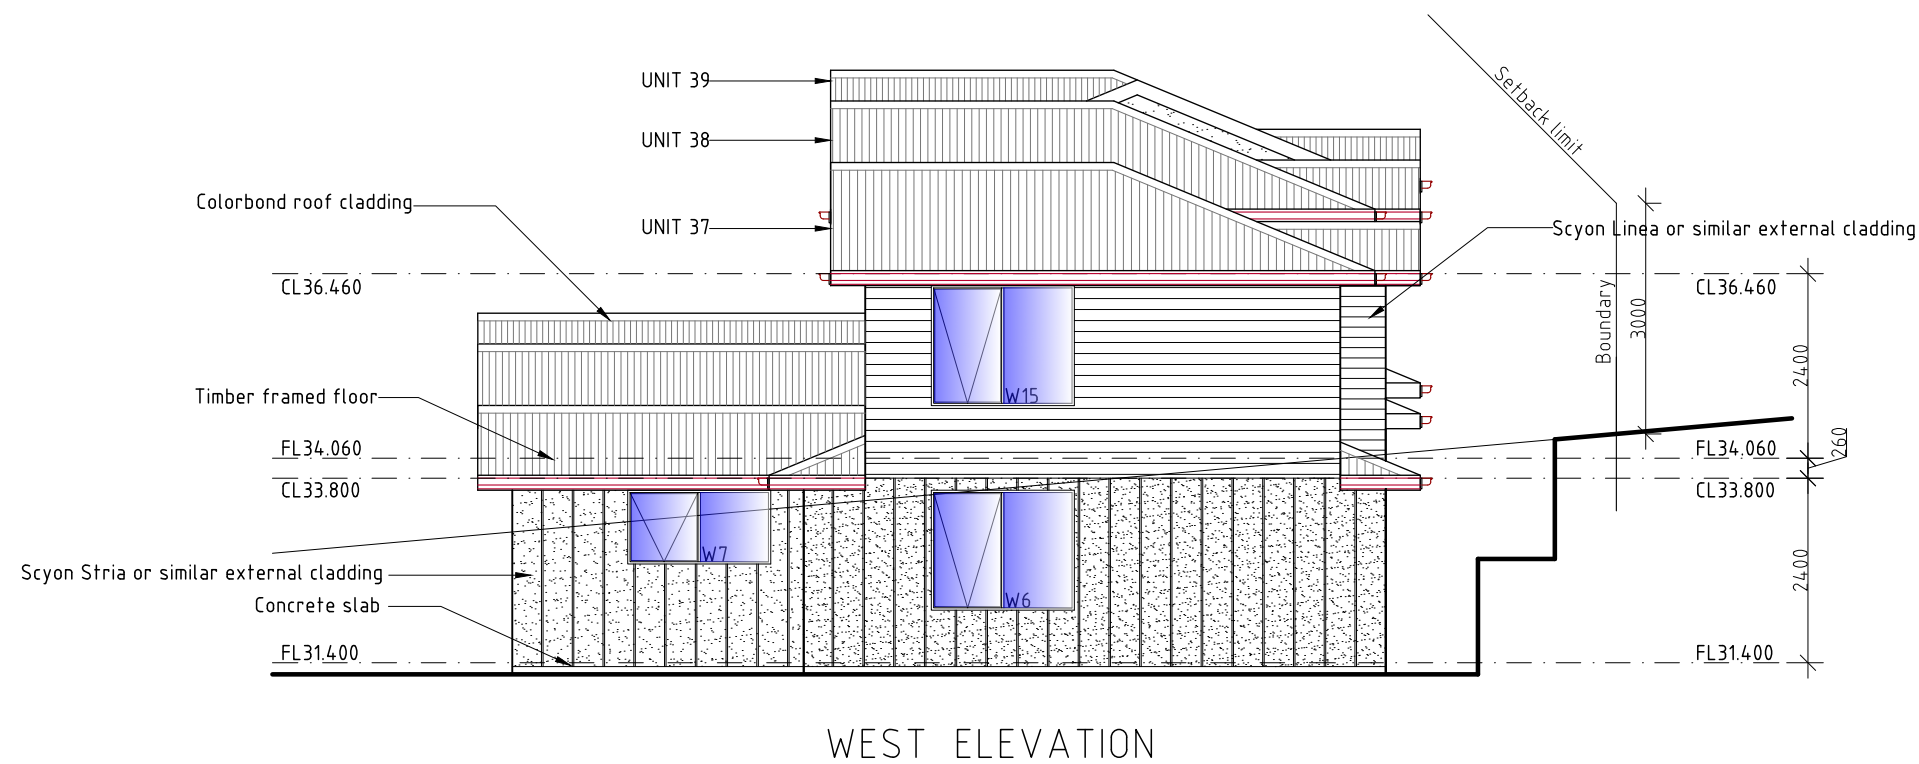 UNIT 39
Setback limit
UNIT 38
Colorbond roof cladding
UNIT 37
Scyon Linea or similar external cladding
CL36.460
CL36.460
Boundary
3000
2400
W15
Timber framed floor
FL34.060
FL34.060
260
CL33.800
CL33.800
W7
W6
Scyon Stria or similar external cladding
2400
Concrete slab
FL31.400
FL31.400
WEST ELEVATION